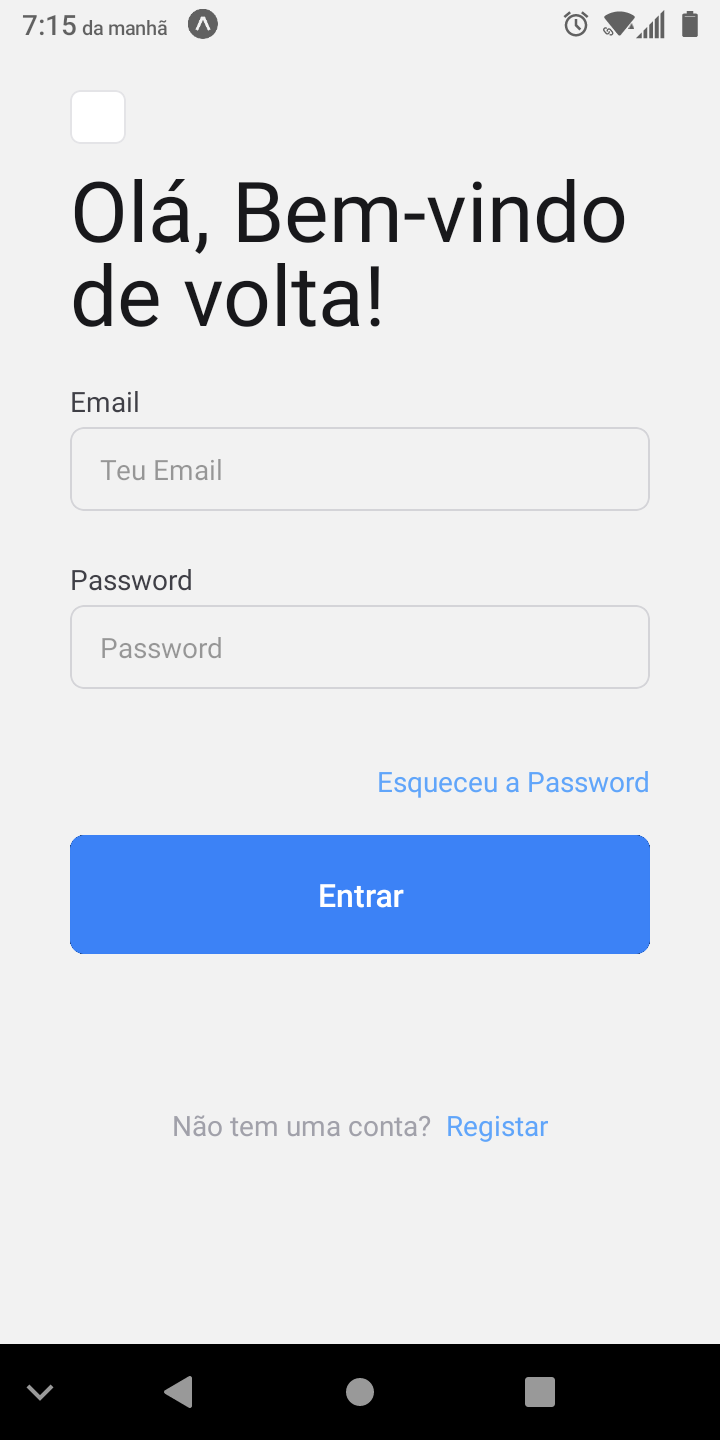 7:15 da manhã
Olá, Bem-vindo
de volta!
Email
Teu Email
Password
Password
Esqueceu a Password
Entrar
Não tem uma conta? Registar